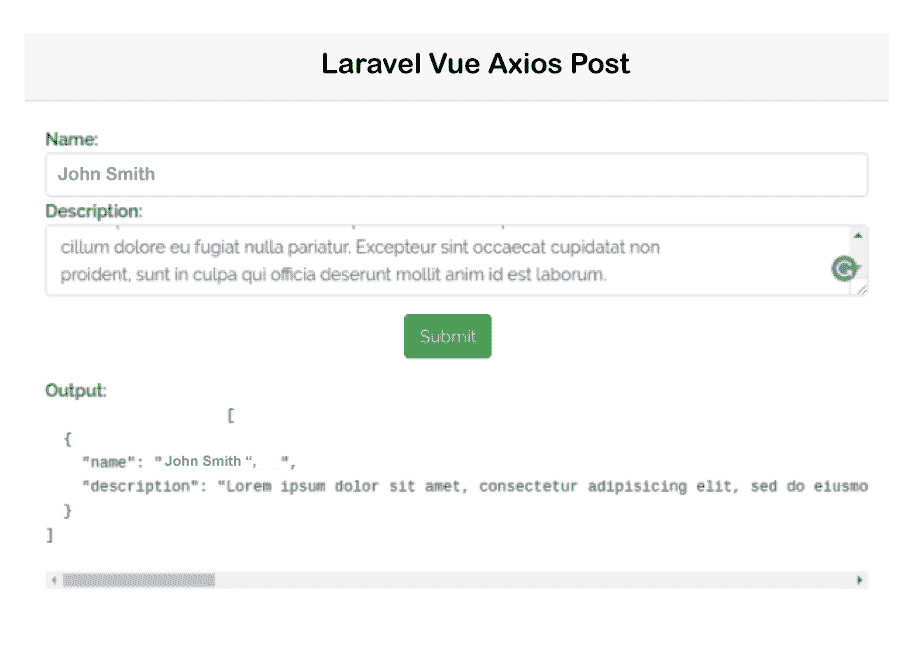 Laravel Vue Axios Post
Name:
John Smith
Description:
cillum dolore eu fugiat nulla pariatur. Excepteur sint occaecat cupidatat non
proident, sunt in culpa qui officia deserunt mollit anim id est laborum.
Submit
Output:
[
{
"name": "John Smith “, ",
"description": "Lorem ipsum dolor sit amet, consectetur adipisicing elit, sed do eiusmo
}
]